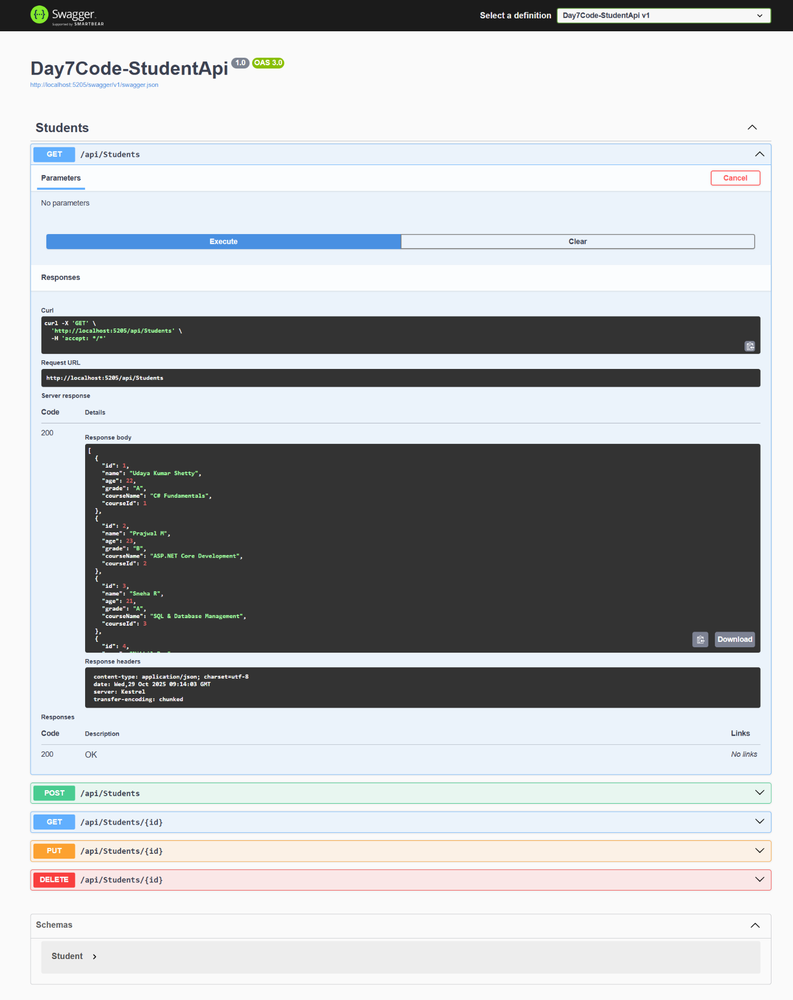 Swagger
Supported by SMARTBEAR
Select a definition
Day7Code-StudentApi v1
Day7Code-StudentApi 1.0 OAS 3.0
http://localhost:5205/swagger/v1/swagger.json
Students
GET /api/Students
Parameters
Cancel
No parameters
Execute
Clear
Responses
Curl
curl -X 'GET' \
  'http://localhost:5205/api/Students' \
  -H 'accept: */*'
Request URL
http://localhost:5205/api/Students
Server response
Code Details
200
Response body
[
  {
    "id": 1,
    "name": "Udaya Kumar Shetty",
    "age": 22,
    "grade": "A",
    "courseName": "C# Fundamentals",
    "courseId": 1
  },
  {
    "id": 2,
    "name": "Prajwal M",
    "age": 23,
    "grade": "B",
    "courseName": "ASP.NET Core Development",
    "courseId": 2
  },
  {
    "id": 3,
    "name": "Sneha R",
    "age": 21,
    "grade": "A",
    "courseName": "SQL & Database Management",
    "courseId": 3
  },
  {
    "id": 4,
Download
Response headers
content-type: application/json; charset=utf-8
date: Wed,29 Oct 2025 09:14:03 GMT
server: Kestrel
transfer-encoding: chunked
Responses
Code Description Links
200 OK No links
POST /api/Students
GET /api/Students/{id}
PUT /api/Students/{id}
DELETE /api/Students/{id}
Schemas
Student